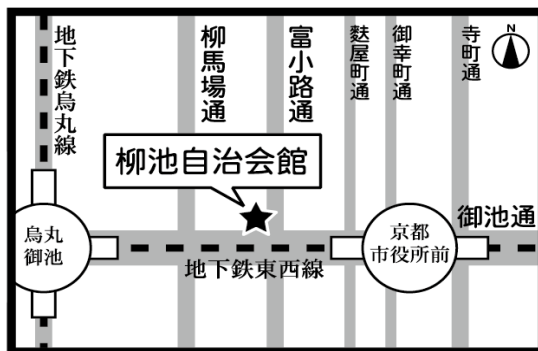 地下鉄烏丸線
柳馬場通
富小路通
麩屋町通
御幸町通
寺町通
N
柳池自治会館
烏丸
御池
京都
市役所前
御池通
地下鉄東西線